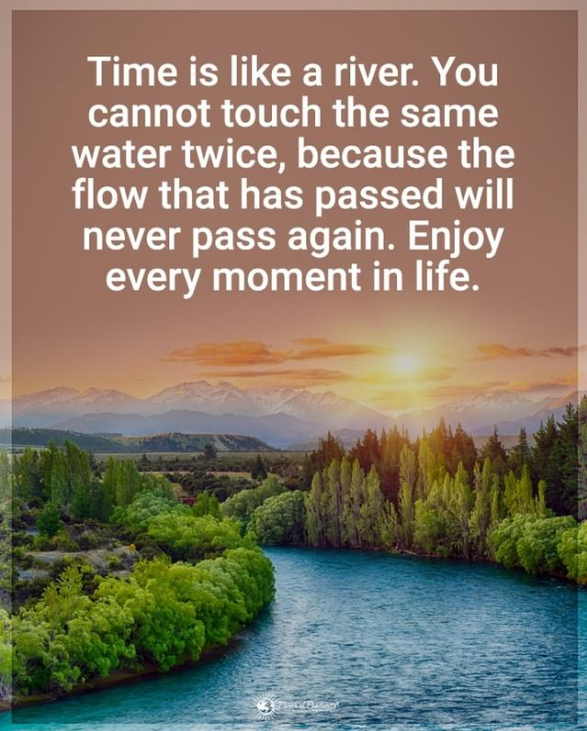 Time is like a river. You
cannot touch the same
water twice, because the
flow that has passed will
never pass again. Enjoy
every moment in life.